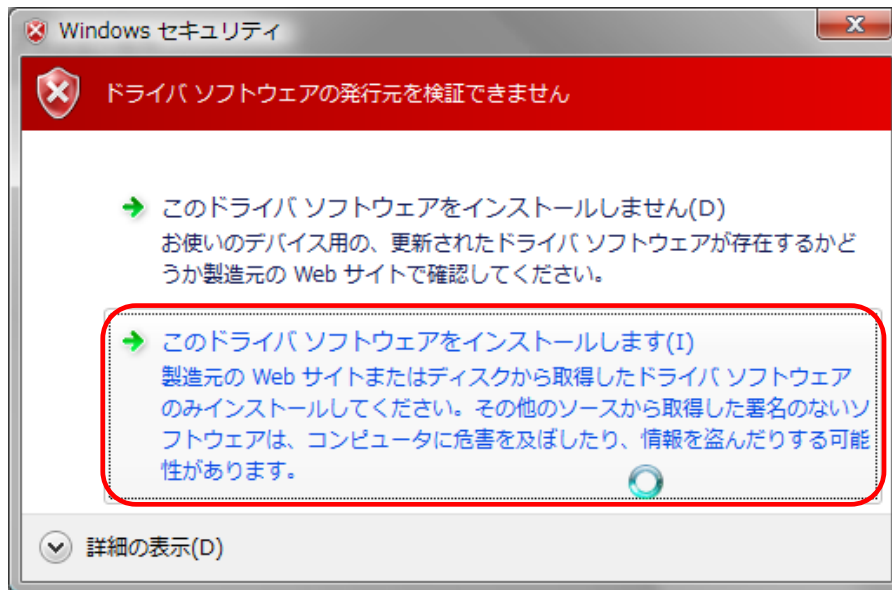 Windows セキュリティ
ドライバ ソフトウェアの発行元を検証できません
このドライバ ソフトウェアをインストールしません(D)
お使いのデバイス用の、更新されたドライバ ソフトウェアが存在するかど
うか製造元の Web サイトで確認してください。
このドライバ ソフトウェアをインストールします(I)
製造元の Web サイトまたはディスクから取得したドライバ ソフトウェア
のみインストールしてください。その他のソースから取得した署名のないソ
フトウェアは、コンピュータに危害を及ぼしたり、情報を盗んだりする可能
性があります。
詳細の表示(D)